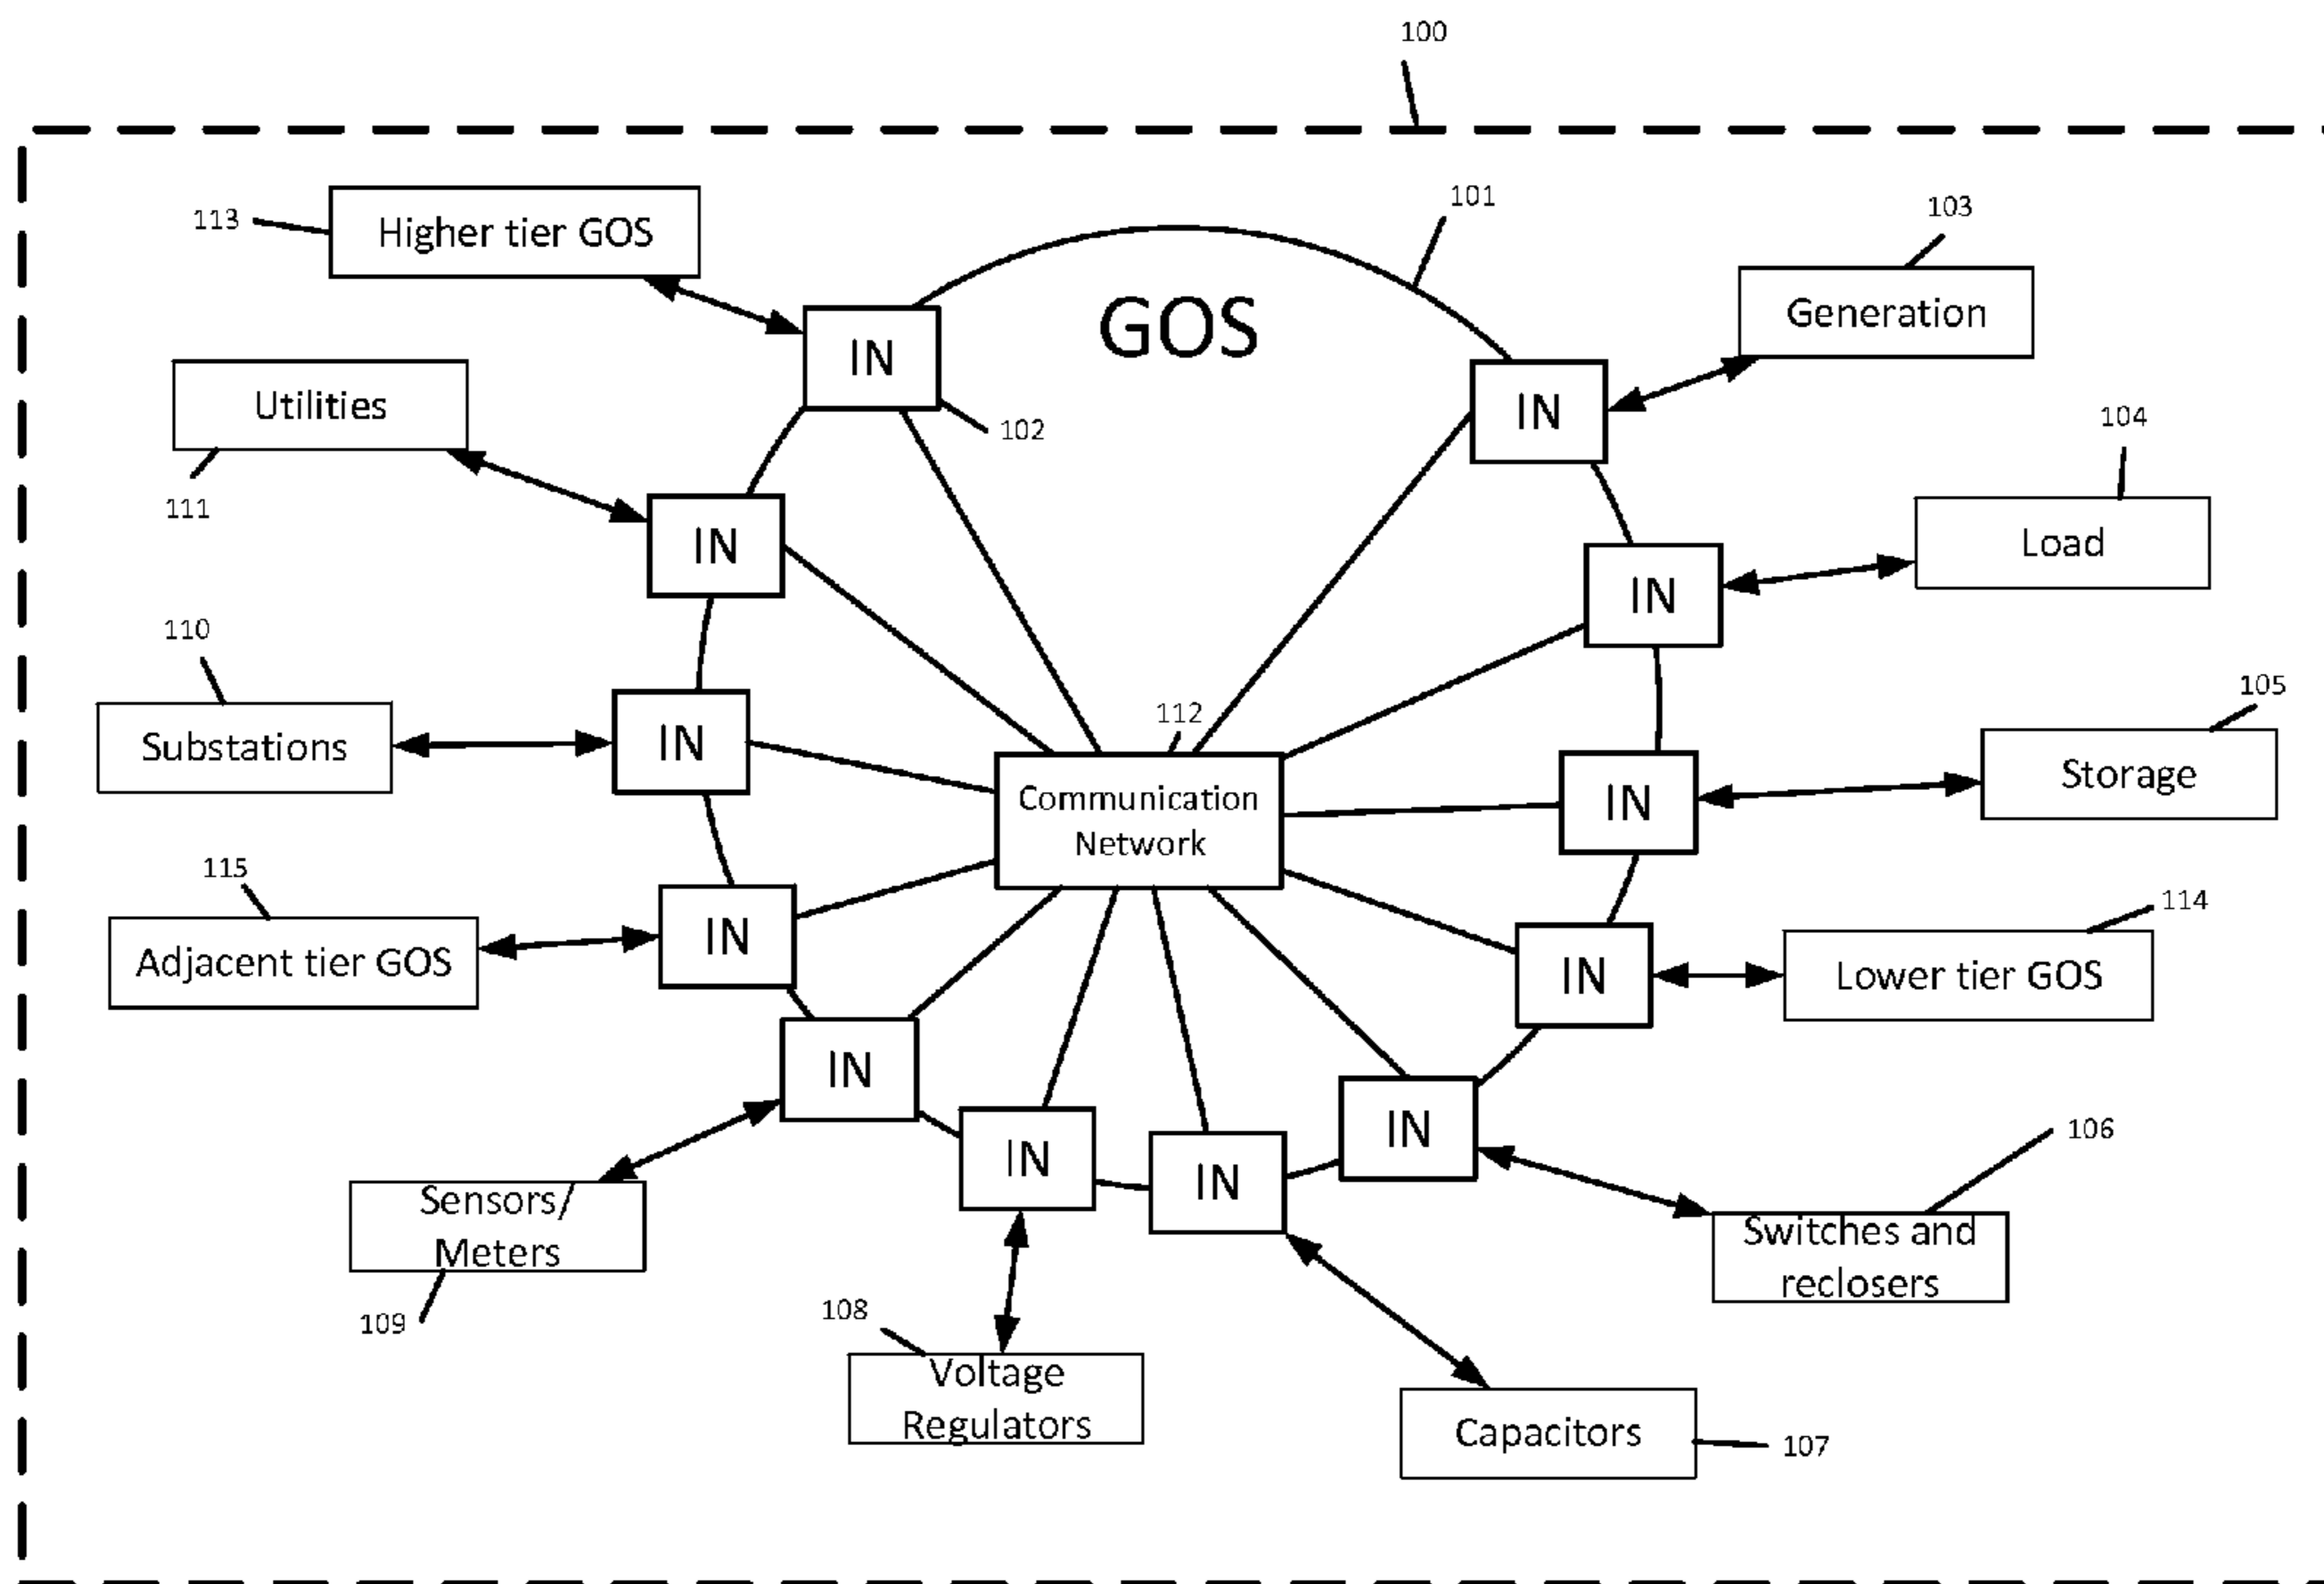 100
101
103
113
Higher tier GOS
Generation
GOS
IN
102
IN
104
Utilities
111
IN
Load
IN
110
105
Substations
IN
112
Storage
Communication
Network
IN
115
114
Adjacent tier GOS
IN
Lower tier GOS
IN
IN
IN
106
IN
IN
Sensors/
Meters
Switches and
reclosers
109
108
Voltage
Regulators
Capacitors
107